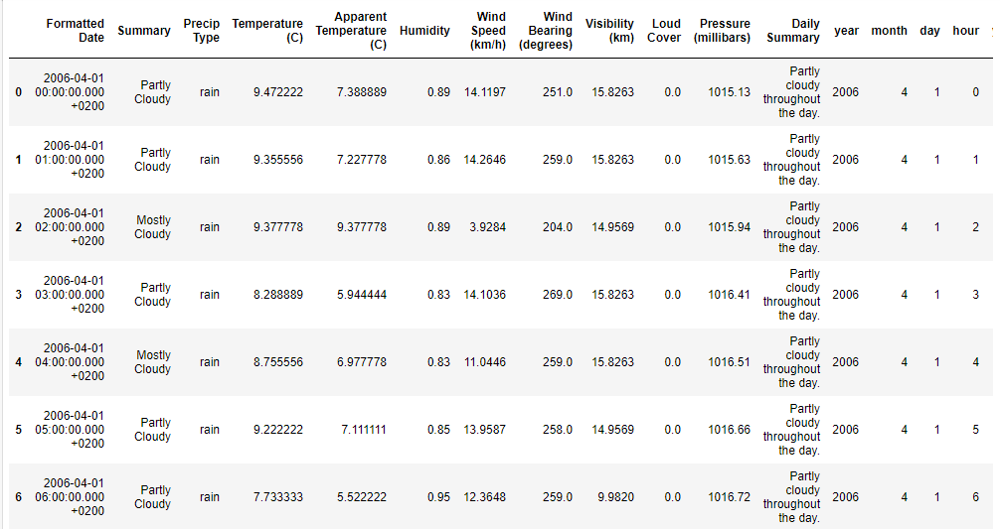 Formatted Date Summary Precip Type Temperature (C) Apparent Temperature (C) Humidity Wind Speed (km/h) Wind Bearing (degrees) Visibility (km) Loud Cover Pressure (millibars) Daily Summary year month day hour
0 2006-04-01 00:00:00.000 +0200 Partly Cloudy rain 9.472222 7.388889 0.89 14.1197 251.0 15.8263 0.0 1015.13 Partly cloudy throughout the day. 2006 4 1 0
1 2006-04-01 01:00:00.000 +0200 Partly Cloudy rain 9.355556 7.227778 0.86 14.2646 259.0 15.8263 0.0 1015.63 Partly cloudy throughout the day. 2006 4 1 1
2 2006-04-01 02:00:00.000 +0200 Mostly Cloudy rain 9.377778 9.377778 0.89 3.9284 204.0 14.9569 0.0 1015.94 Partly cloudy throughout the day. 2006 4 1 2
3 2006-04-01 03:00:00.000 +0200 Partly Cloudy rain 8.288889 5.944444 0.83 14.1036 269.0 15.8263 0.0 1016.41 Partly cloudy throughout the day. 2006 4 1 3
4 2006-04-01 04:00:00.000 +0200 Mostly Cloudy rain 8.755556 6.977778 0.83 11.0446 259.0 15.8263 0.0 1016.51 Partly cloudy throughout the day. 2006 4 1 4
5 2006-04-01 05:00:00.000 +0200 Partly Cloudy rain 9.222222 7.111111 0.85 13.9587 258.0 14.9569 0.0 1016.66 Partly cloudy throughout the day. 2006 4 1 5
6 2006-04-01 06:00:00.000 +0200 Partly Cloudy rain 7.733333 5.522222 0.95 12.3648 259.0 9.9820 0.0 1016.72 Partly cloudy throughout the day. 2006 4 1 6